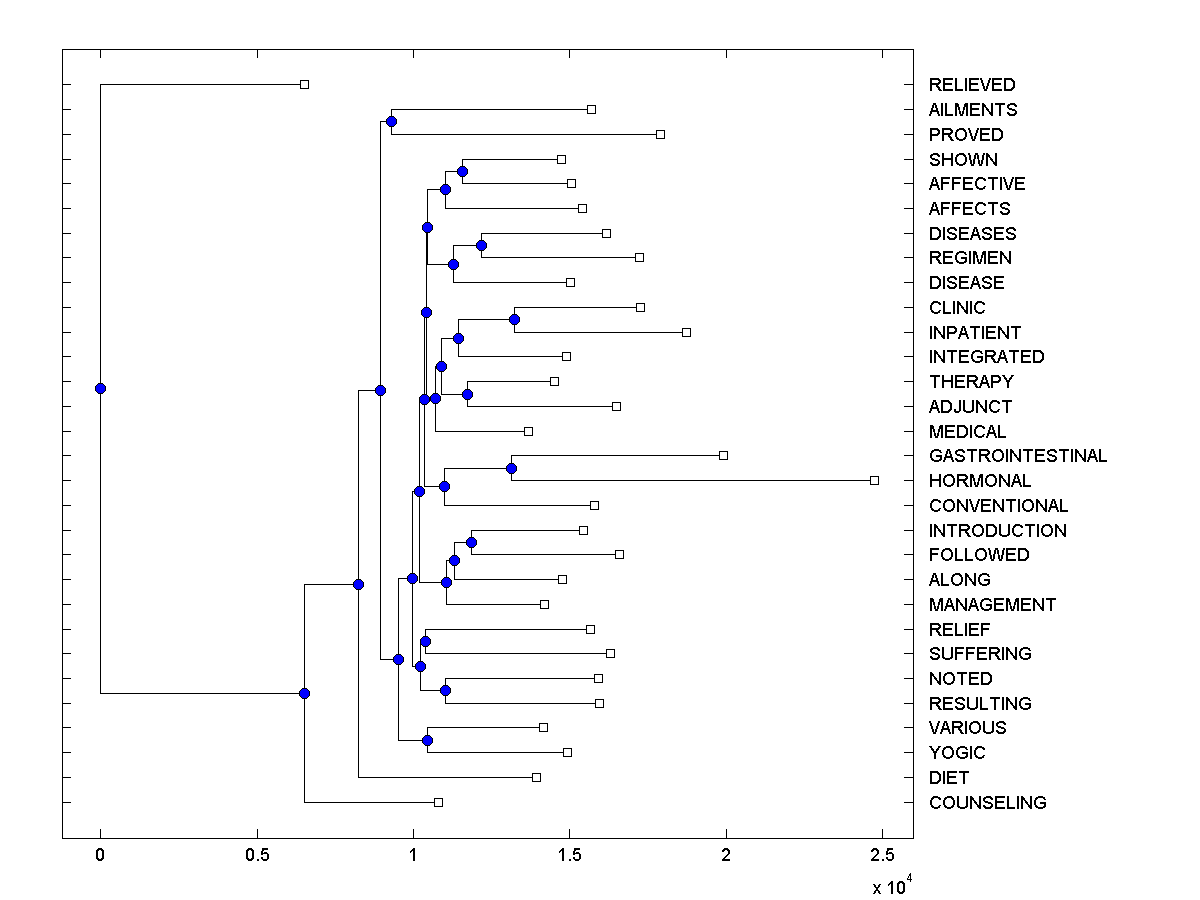 RELIEVED
AILMENTS
PROVED
SHOWN
AFFECTIVE
AFFECTS
DISEASES
REGIMEN
DISEASE
CLINIC
INPATIENT
INTEGRATED
THERAPY
ADJUNCT
MEDICAL
GASTROINTESTINAL
HORMONAL
CONVENTIONAL
INTRODUCTION
FOLLOWED
ALONG
MANAGEMENT
RELIEF
SUFFERING
NOTED
RESULTING
VARIOUS
YOGIC
DIET
COUNSELING
0 0.5 1 1.5 2 2.5
x 10^4